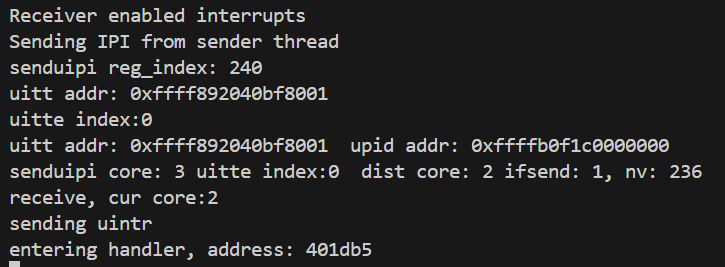 Receiver enabled interrupts
Sending IPI from sender thread
senduipi reg_index: 240
uitt addr: 0xffff892040bf8001
uitte index:0
uitt addr: 0xffff892040bf8001  upid addr: 0xffffb0f1c0000000
senduipi core: 3 uitte index:0  dist core: 2 ifsend: 1, nv: 236
receive, cur core:2
sending uintr
entering handler, address: 401db5